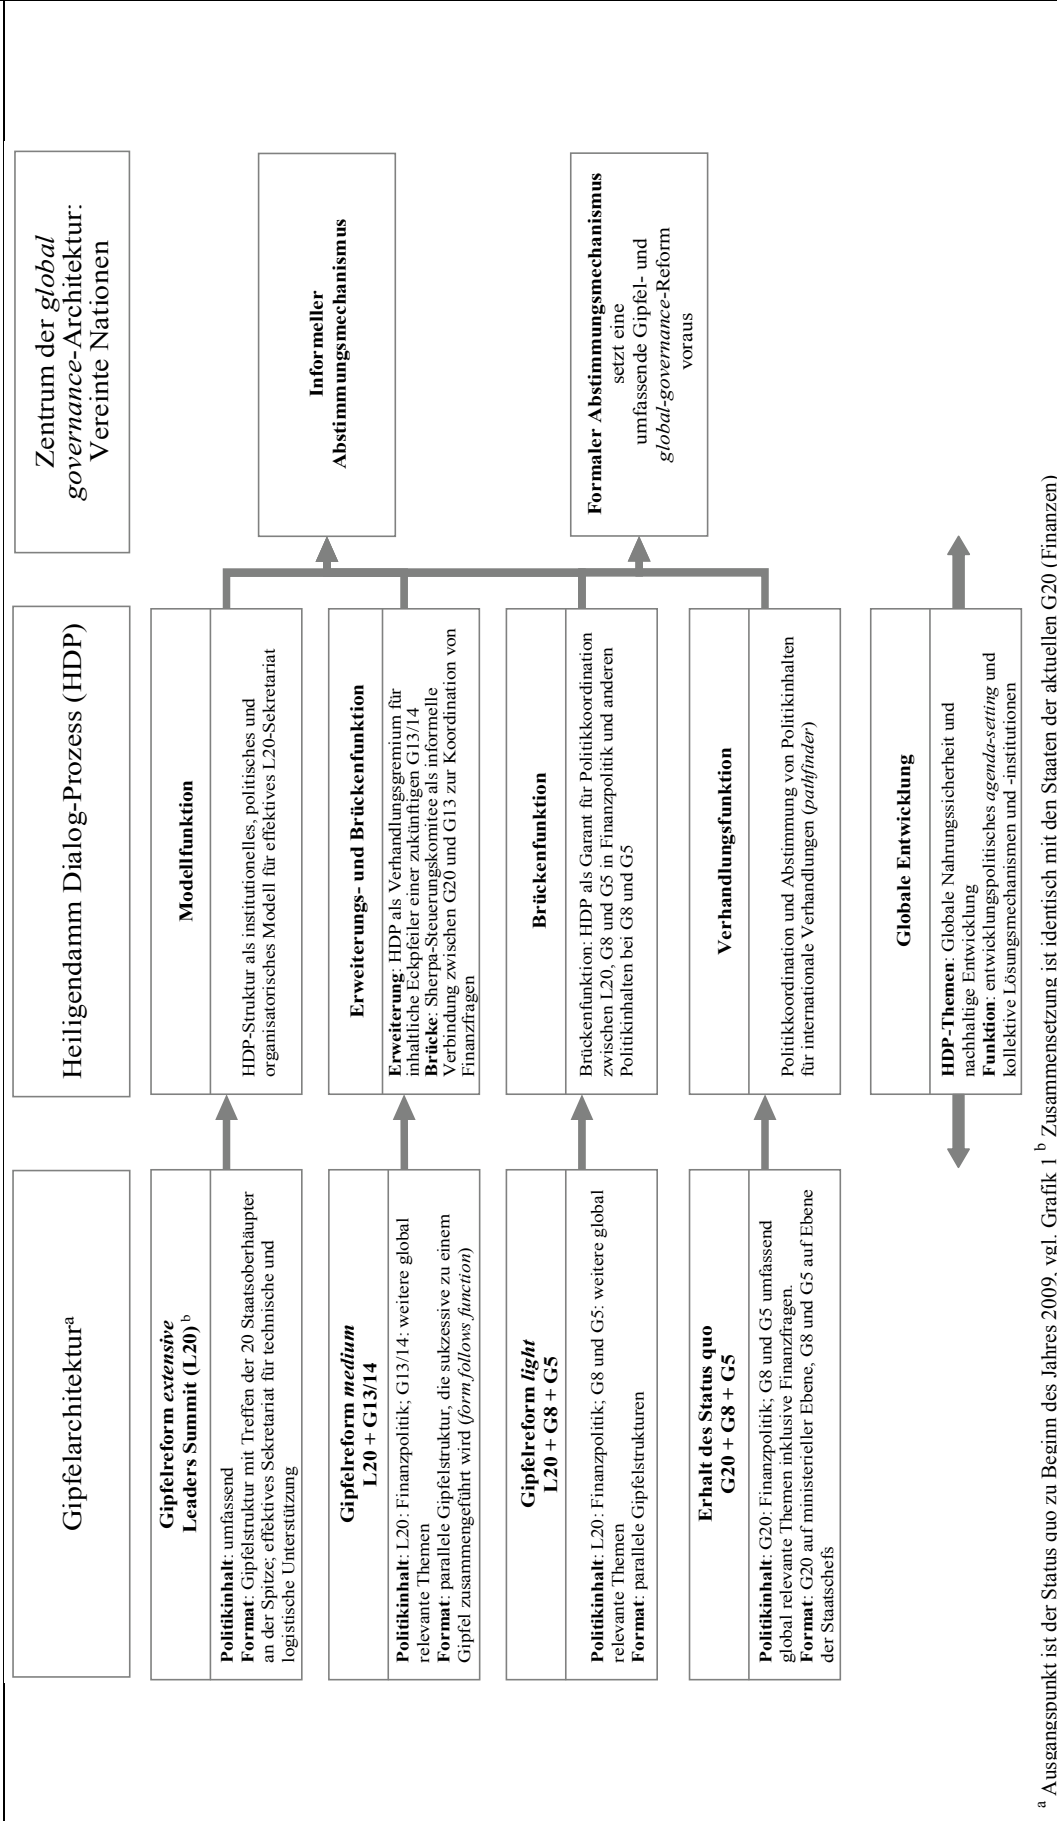 Gipfelarchitektur^a
Heiligendamm Dialog-Prozess (HDP)
Zentrum der global
governance-Architektur:
Vereinte Nationen
Gipfelreform extensive
Leaders Summit (L20) ^b
Politikinhalt: umfassend
Format: Gipfelstruktur mit Treffen der 20 Staatsoberhäupter
an der Spitze; effektives Sekretariat für technische und
logistische Unterstützung
Modellfunktion
HDP-Struktur als institutionelles, politisches und
organisatorisches Modell für effektives L20-Sekretariat
Gipfelreform medium
L20 + G13/14
Politikinhalt: L20: Finanzpolitik; G13/14: weitere global
relevante Themen
Format: parallele Gipfelstruktur, die sukzessive zu einem
Gipfel zusammengeführt wird (form follows function)
Erweiterungs- und Brückenfunktion
Erweiterung: HDP als Verhandlungsgremium für
inhaltliche Eckpfeiler einer zukünftigen G13/14
Brücke: Sherpa-Steuerungskomitee als informelle
Verbindung zwischen G20 und G13 zur Koordination von
Finanzfragen
Gipfelreform light
L20 + G8 + G5
Politikinhalt: L20: Finanzpolitik; G8 und G5: weitere global
relevante Themen
Format: parallele Gipfelstrukturen
Brückenfunktion
Brückenfunktion: HDP als Garant für Politikkoordination
zwischen L20, G8 und G5 in Finanzpolitik und anderen
Politikinhalten bei G8 und G5
Erhalt des Status quo
G20 + G8 + G5
Politikinhalt: G20: Finanzpolitik; G8 und G5 umfassend
global relevante Themen inklusive Finanzfragen.
Format: G20 auf ministerieller Ebene, G8 und G5 auf Ebene
der Staatschefs
Verhandlungsfunktion
Politikkoordination und Abstimmung von Politikinhalten
für internationale Verhandlungen (pathfinder)
Globale Entwicklung
HDP-Themen: Globale Nahrungssicherheit und
nachhaltige Entwicklung
Funktion: entwicklungspolitisches agenda-setting und
kollektive Lösungsmechanismen und -institutionen
Informeller
Abstimmungsmechanismus
Formaler Abstimmungsmechanismus
setzt eine
umfassende Gipfel- und
global-governance-Reform
voraus
^a Ausgangspunkt ist der Status quo zu Beginn des Jahres 2009, vgl. Grafik 1 ^b Zusammensetzung ist identisch mit den Staaten der aktuellen G20 (Finanzen)